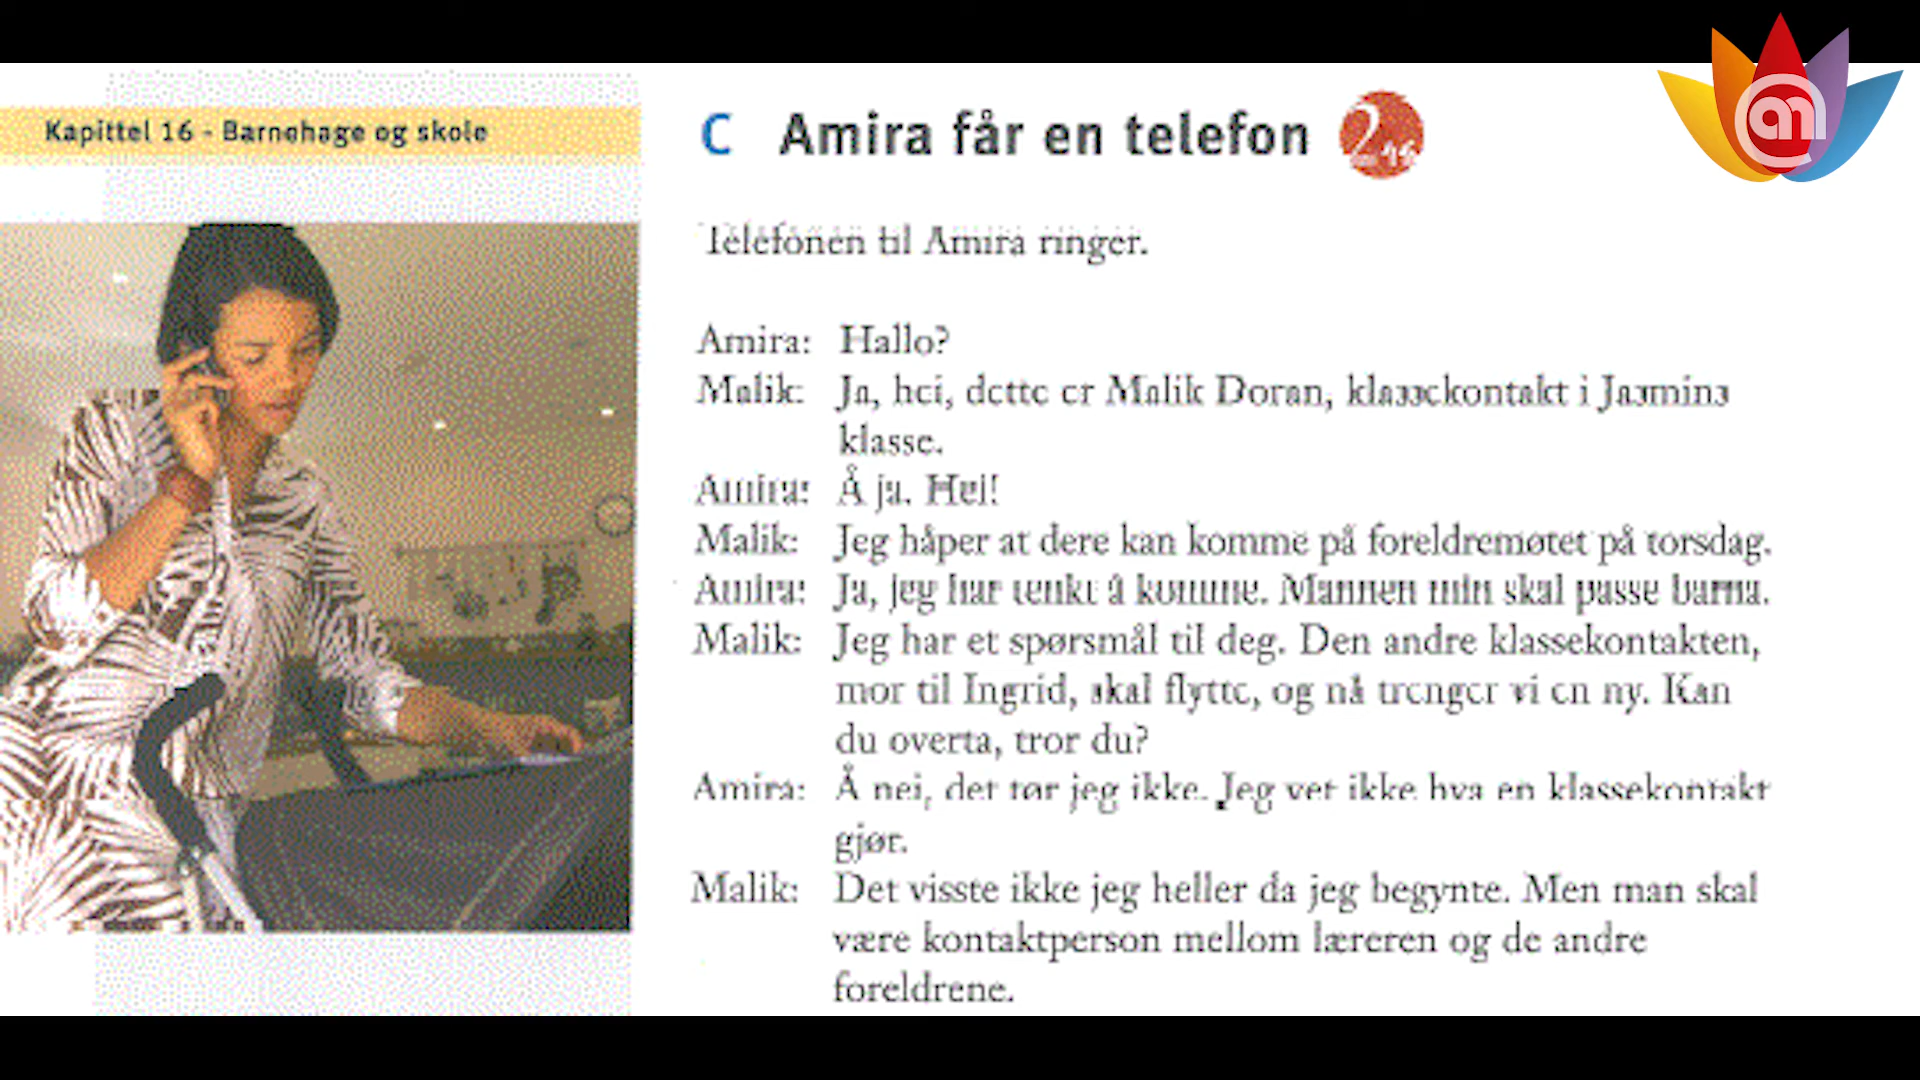 Kapittel 16 - Barnehage og skole
C Amira får en telefon
2
Telefonen til Amira ringer.
Amira: Hallo?
Malik: Ja, hei, dette er Malik Doran, klassekontakt i Jasmins
klasse.
Amira: Å ja. Hei!
Malik: Jeg håper at dere kan komme på foreldremøtet på torsdag.
Amira: Ja, jeg har tenkt å komme. Mannen min skal passe barna.
Malik: Jeg har et spørsmål til deg. Den andre klassekontakten,
mor til Ingrid, skal flytte, og nå trenger vi en ny. Kan
du overta, tror du?
Amira: Å nei, det tør jeg ikke. Jeg vet ikke hva en klassekontakt
gjør.
Malik: Det visste ikke jeg heller da jeg begynte. Men man skal
være kontaktperson mellom læreren og de andre
foreldrene.